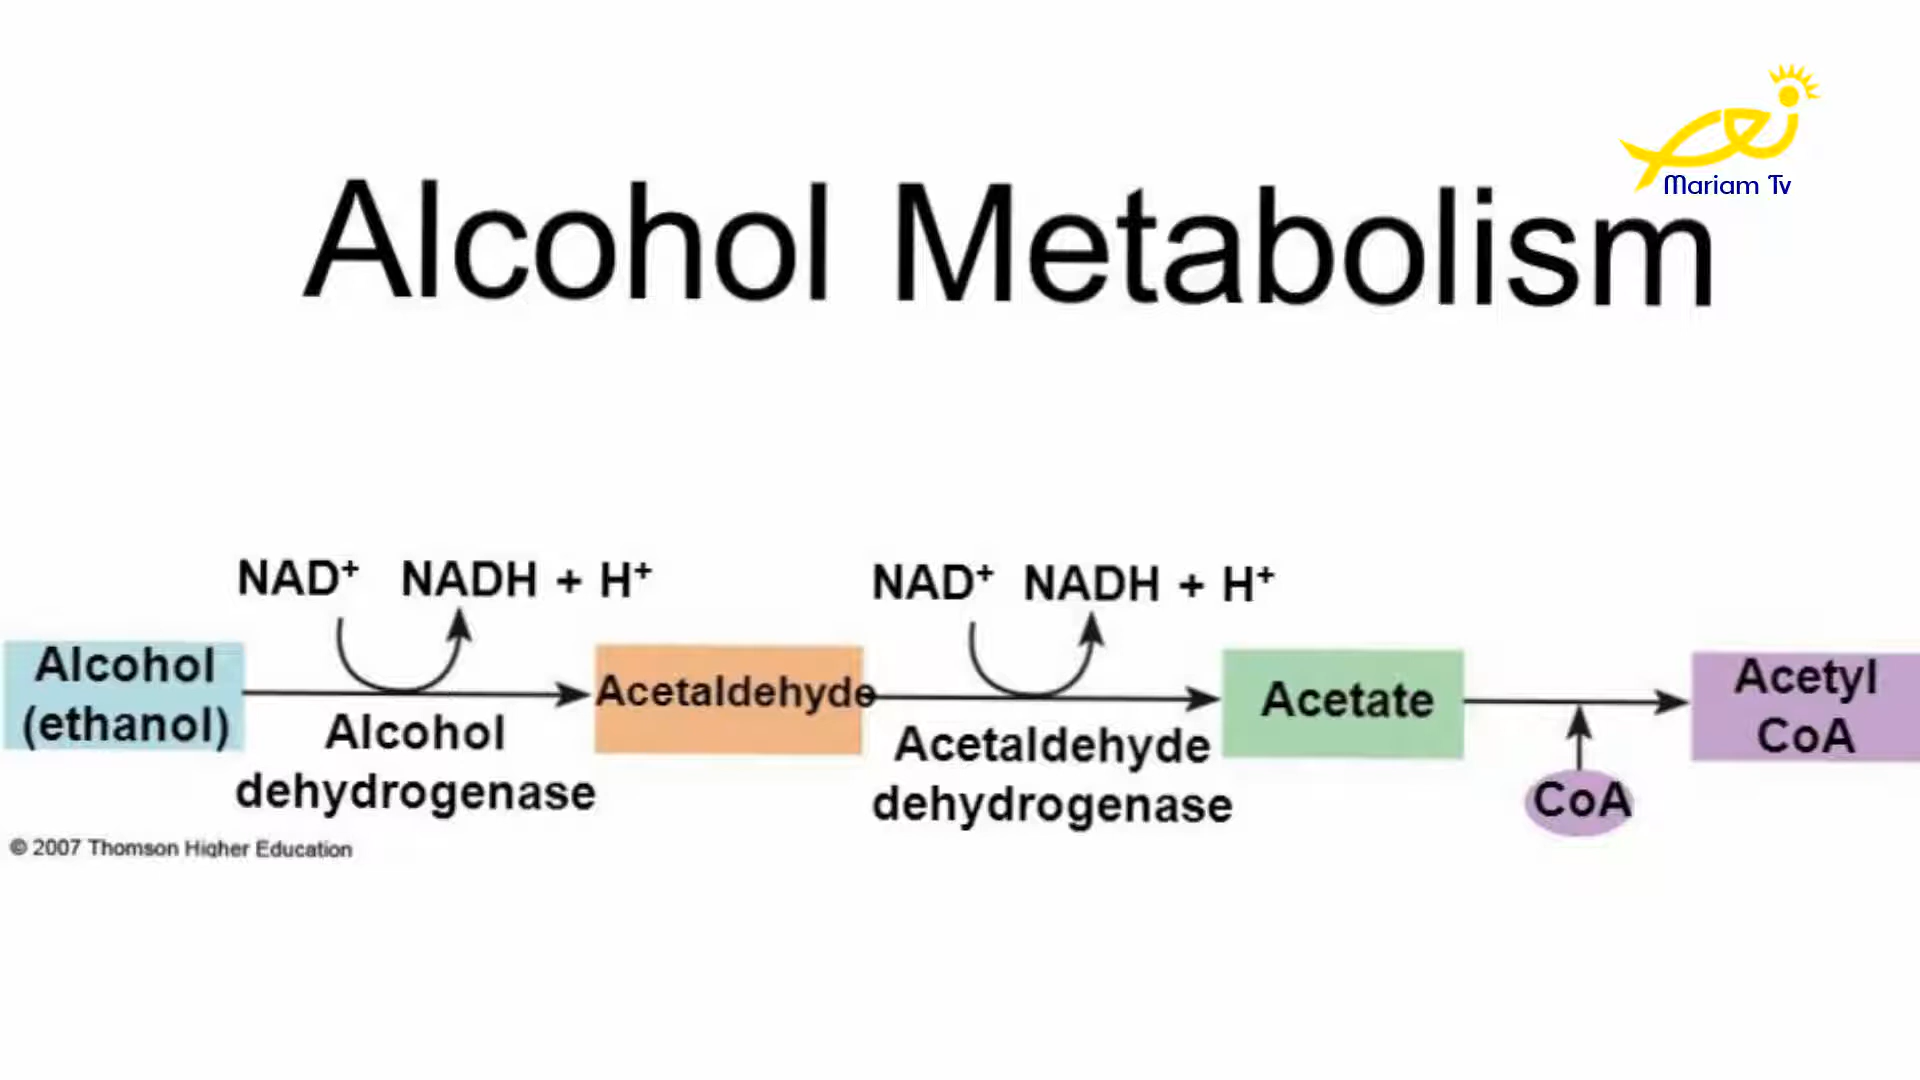 Mariam Tv
Alcohol Metabolism
NAD⁺ NADH + H⁺
NAD⁺ NADH + H⁺
Alcohol
(ethanol)
Alcohol
dehydrogenase
Acetaldehyde
Acetaldehyde
dehydrogenase
Acetate
CoA
Acetyl
CoA
© 2007 Thomson Higher Education